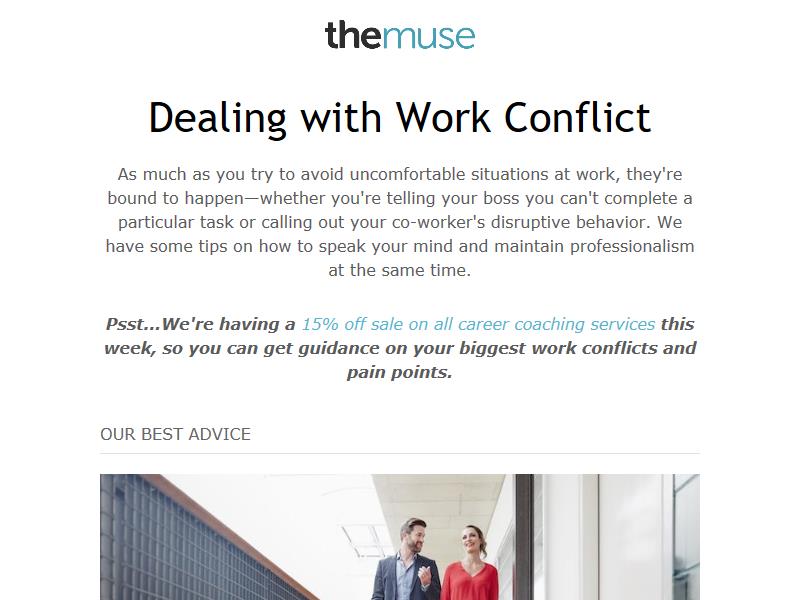 themuse
Dealing with Work Conflict
As much as you try to avoid uncomfortable situations at work, they're
bound to happen—whether you're telling your boss you can't complete a
particular task or calling out your co-worker's disruptive behavior. We
have some tips on how to speak your mind and maintain professionalism
at the same time.
Psst...We're having a 15% off sale on all career coaching services this
week, so you can get guidance on your biggest work conflicts and
pain points.
OUR BEST ADVICE